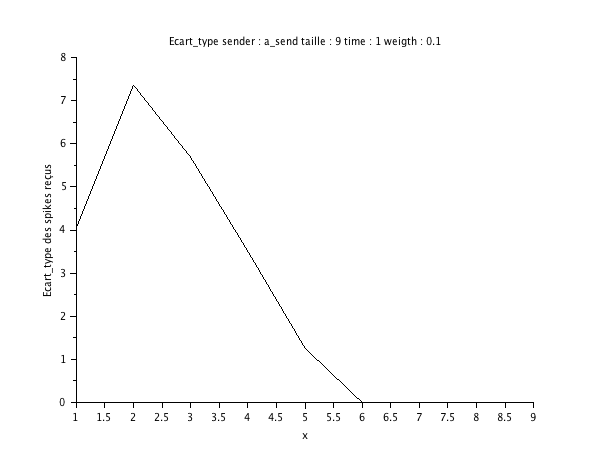 Ecart_type sender : a_send taille : 9 time : 1 weigth : 0.1
8
7
6
5
4
3
2
1
0
Ecart_type des spikes reçus
1 1.5 2 2.5 3 3.5 4 4.5 5 5.5 6 6.5 7 7.5 8 8.5 9
x